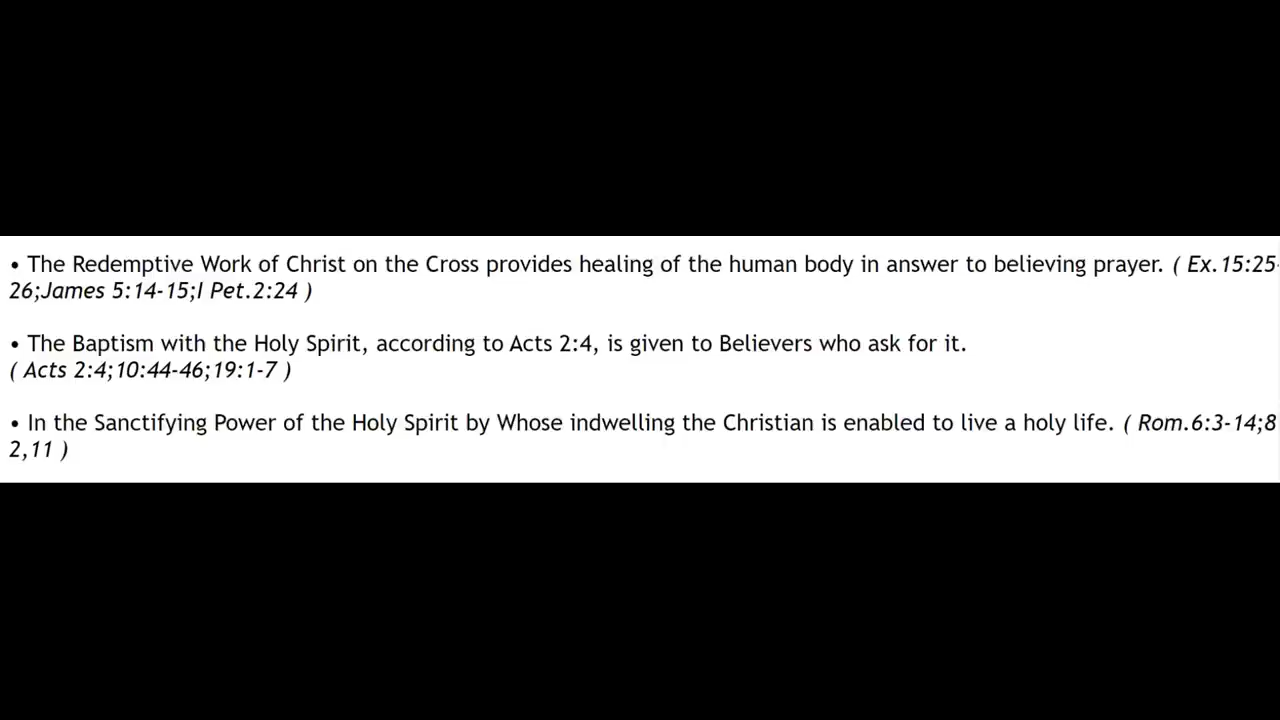 • The Redemptive Work of Christ on the Cross provides healing of the human body in answer to believing prayer. ( Ex.15:25-
26;James 5:14-15;I Pet.2:24 )
• The Baptism with the Holy Spirit, according to Acts 2:4, is given to Believers who ask for it.
( Acts 2:4;10:44-46;19:1-7 )
• In the Sanctifying Power of the Holy Spirit by Whose indwelling the Christian is enabled to live a holy life. ( Rom.6:3-14;8
2,11 )